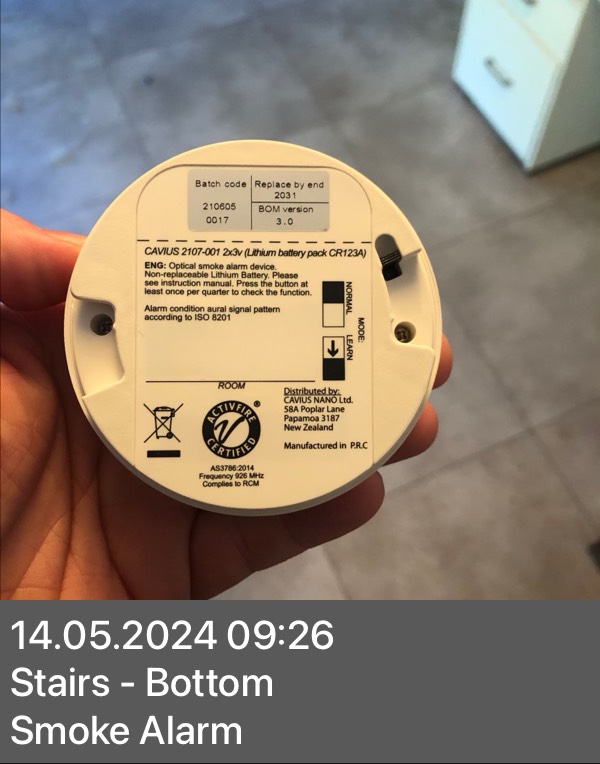 Batch code
210605
0017
Replace by end
2031
BOM version
3.0
CAVIUS 2107-001 2x3v (Lithium battery pack CR123A)
ENG: Optical smoke alarm device.
Non-replaceable Lithium Battery. Please
see instruction manual. Press the button at
least once per quarter to check the function.
Alarm condition aural signal pattern
according to ISO 8201
NORMAL
MODE:
LEARN
ROOM
ACTIVFIRE
®
CERTIFIED
AS3786:2014
Frequency 926 MHz
Complies to RCM
Distributed by:
CAVIUS NANO Ltd.
58A Poplar Lane
Papamoa 3187
New Zealand
Manufactured in P.R.C
14.05.2024 09:26
Stairs - Bottom
Smoke Alarm